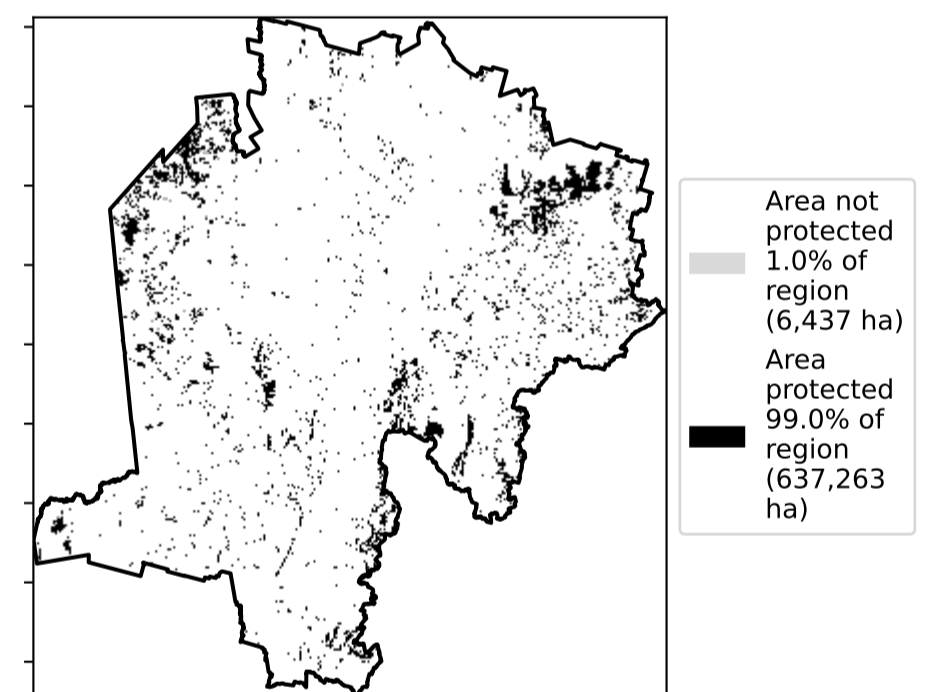 Area not
protected
1.0% of
region
(6,437 ha)
Area
protected
99.0% of
region
(637,263
ha)